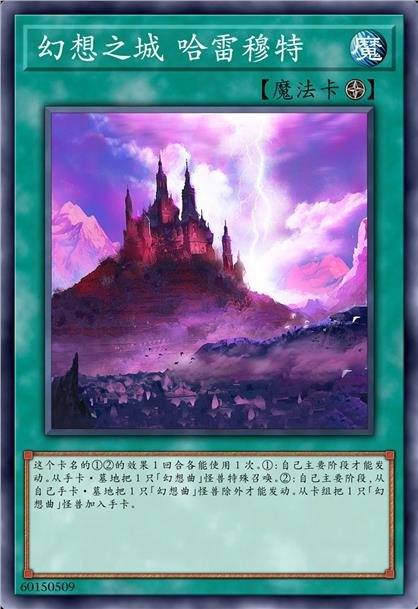 幻想之城 哈雷穆特
魔
【魔法卡】
这个卡名的①②的效果1回合各能使用1次。①:自己主要阶段才能发
动。从手卡・墓地把1只「幻想曲」怪兽特殊召唤。②:自己主要阶段,从
自己手卡・墓地把1只「幻想曲」怪兽除外才能发动。从卡组把1只「幻
想曲」怪兽加入手卡。
60150509